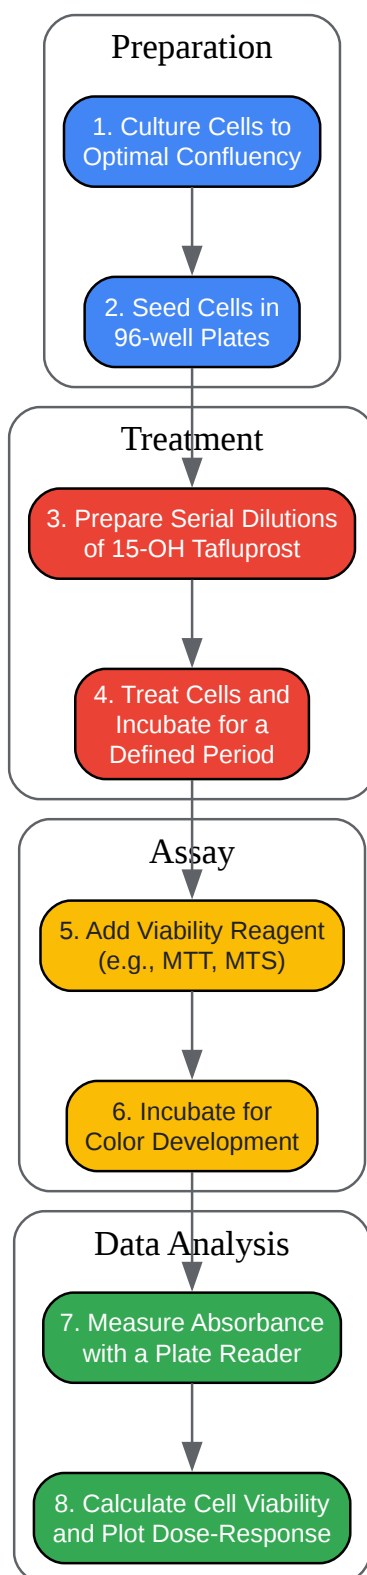 Preparation
1. Culture Cells to
Optimal Confluency
2. Seed Cells in
96-well Plates
Treatment
3. Prepare Serial Dilutions
of 15-OH Tafluprost
4. Treat Cells and
Incubate for a
Defined Period
Assay
5. Add Viability Reagent
(e.g., MTT, MTS)
6. Incubate for
Color Development
Data Analysis
7. Measure Absorbance
with a Plate Reader
8. Calculate Cell Viability
and Plot Dose-Response